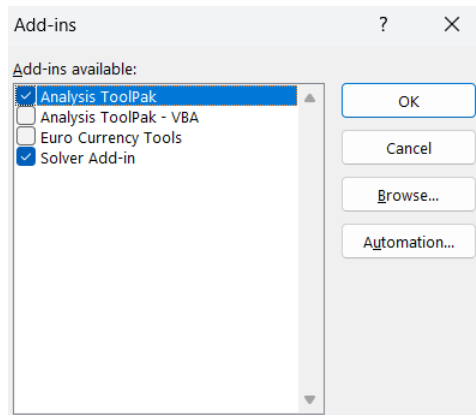 Add-ins
?
Add-ins available:
Analysis ToolPak
Analysis ToolPak - VBA
Euro Currency Tools
Solver Add-in
OK
Cancel
Browse...
Automation...